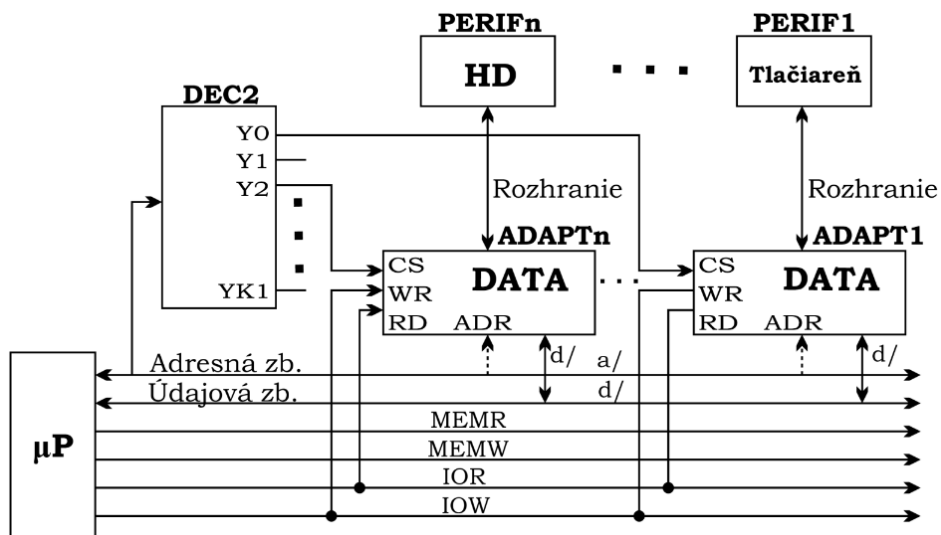 PERIFn
PERIF1
HD
Tlačiareň
DEC2
Y0
Y1
Y2
YK1
Rozhranie
Rozhranie
ADAPTn
ADAPT1
CS
WR
RD
DATA
ADR
CS
WR
RD
DATA
ADR
d/
d/
µP
Adresná zb.
a/
Údajová zb.
d/
MEMR
MEMW
IOR
IOW